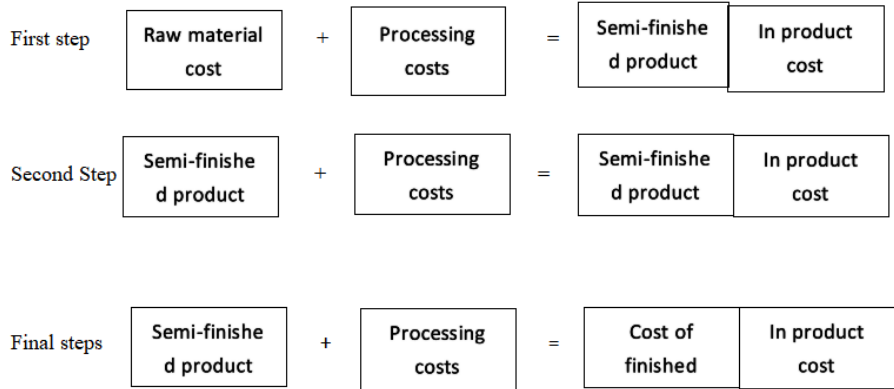 First step
Raw material
cost
+
Processing
costs
=
Semi-finishe
d product
In product
cost
Second Step
Semi-finishe
d product
+
Processing
costs
=
Semi-finishe
d product
In product
cost
Final steps
Semi-finishe
d product
+
Processing
costs
=
Cost of
finished
In product
cost